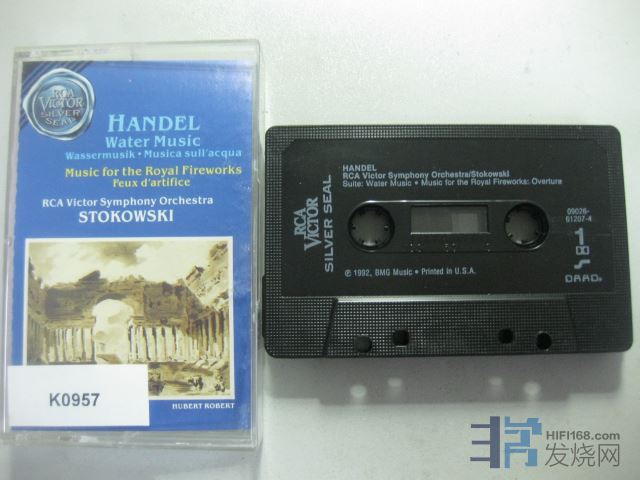 RCA
VICTOR
SILVER
SEAL
HANDEL
Water Music
Wassermusik • Musica sull'acqua
Music for the Royal Fireworks
Feux d'artifice
RCA Victor Symphony Orchestra
STOKOWSKI
K0957
HUBERT ROBERT
RCA
VICTOR
SILVER SEAL
HANDEL
RCA Victor Symphony Orchestra/Stokowski
Suite: Water Music • Music for the Royal Fireworks: Overture
09026-
61207-4
1
℗ 1992, BMG Music • Printed in U.S.A.
HIFI168.com
发烧网